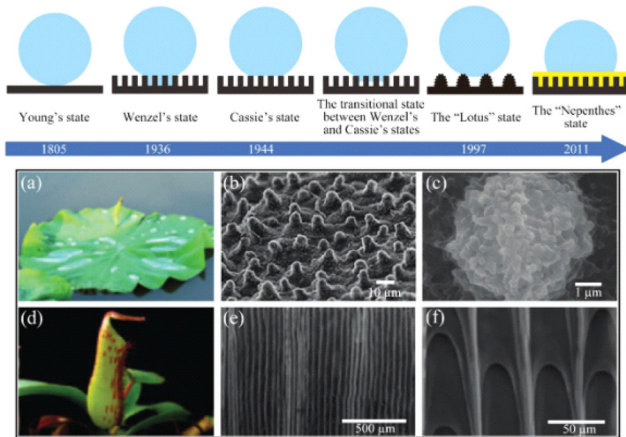 Young's state
Wenzel's state
Cassie's state
The transitional state
between Wenzel's
and Cassie's states
The "Lotus" state
The "Nepenthes"
state
1805
1936
1944
1997
2011
(a)
(b)
10 μm
(c)
1 μm
(d)
(e)
500 μm
(f)
50 μm